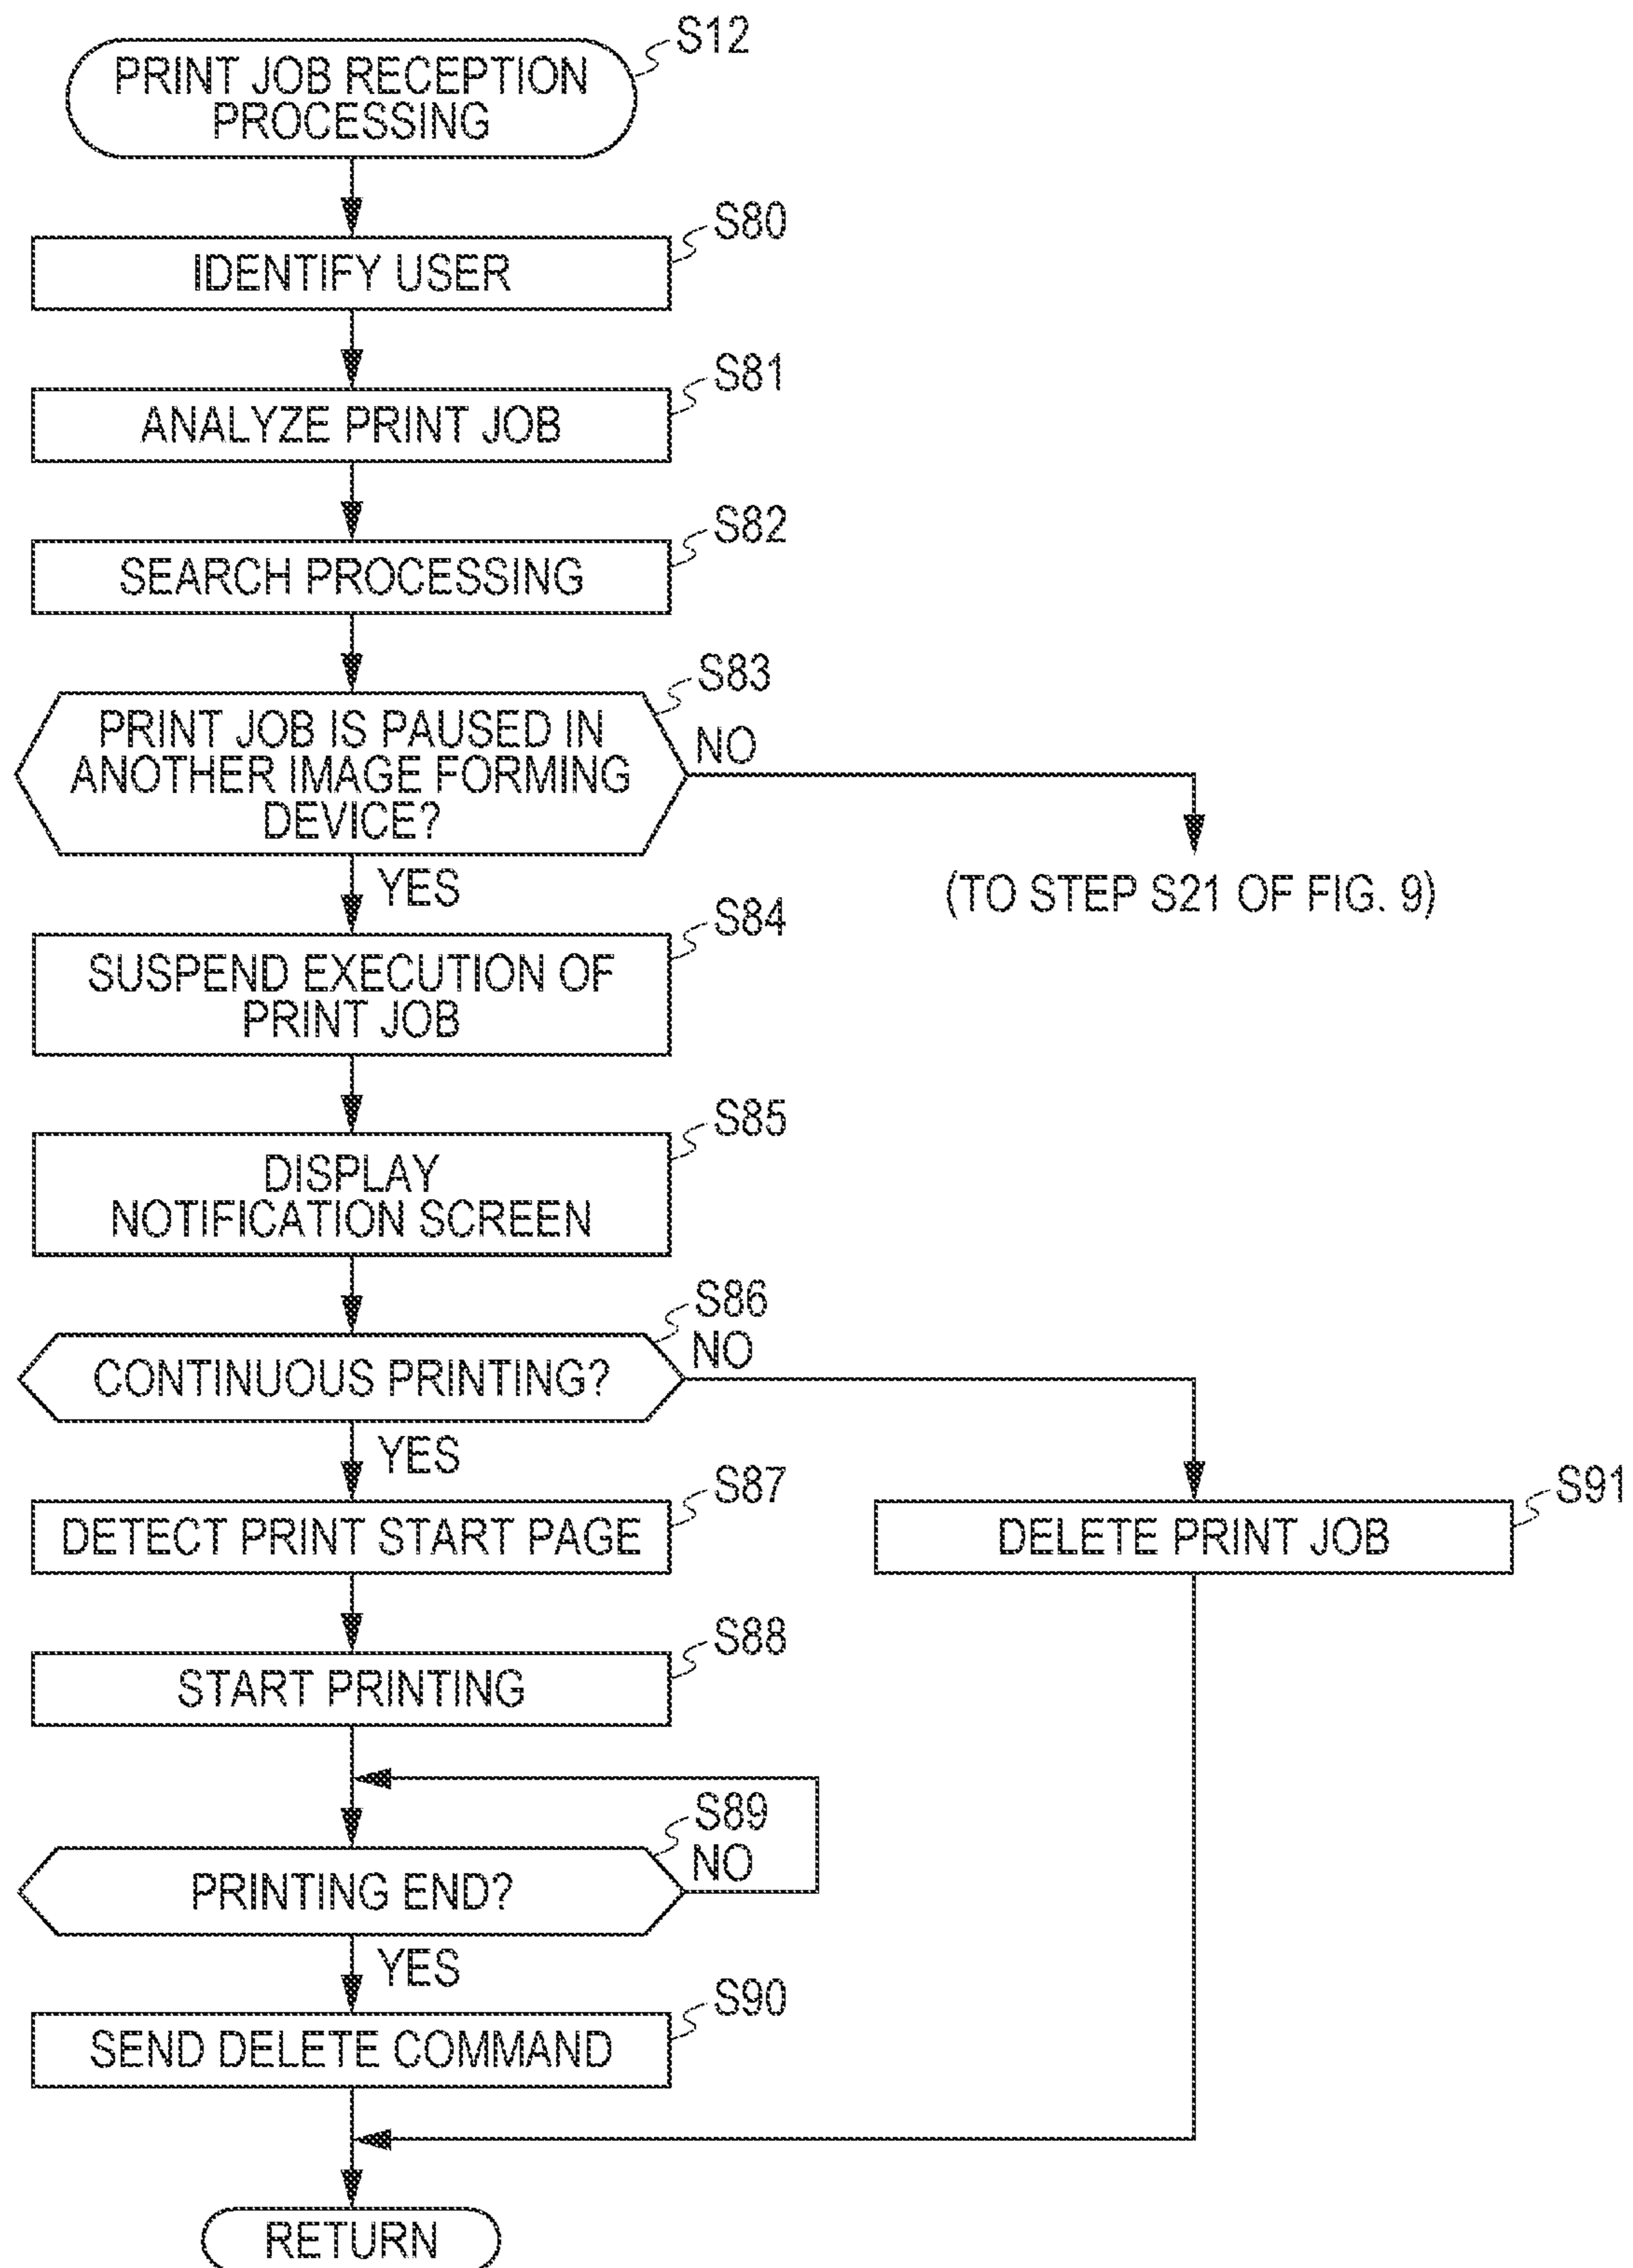 S12
PRINT JOB RECEPTION
PROCESSING
S80
IDENTIFY USER
S81
ANALYZE PRINT JOB
S82
SEARCH PROCESSING
S83
PRINT JOB IS PAUSED IN
ANOTHER IMAGE FORMING
DEVICE?
NO
YES
(TO STEP S21 OF FIG. 9)
S84
SUSPEND EXECUTION OF
PRINT JOB
S85
DISPLAY
NOTIFICATION SCREEN
S86
NO
CONTINUOUS PRINTING?
YES
S87
DETECT PRINT START PAGE
S91
DELETE PRINT JOB
S88
START PRINTING
S89
NO
PRINTING END?
YES
S90
SEND DELETE COMMAND
RETURN